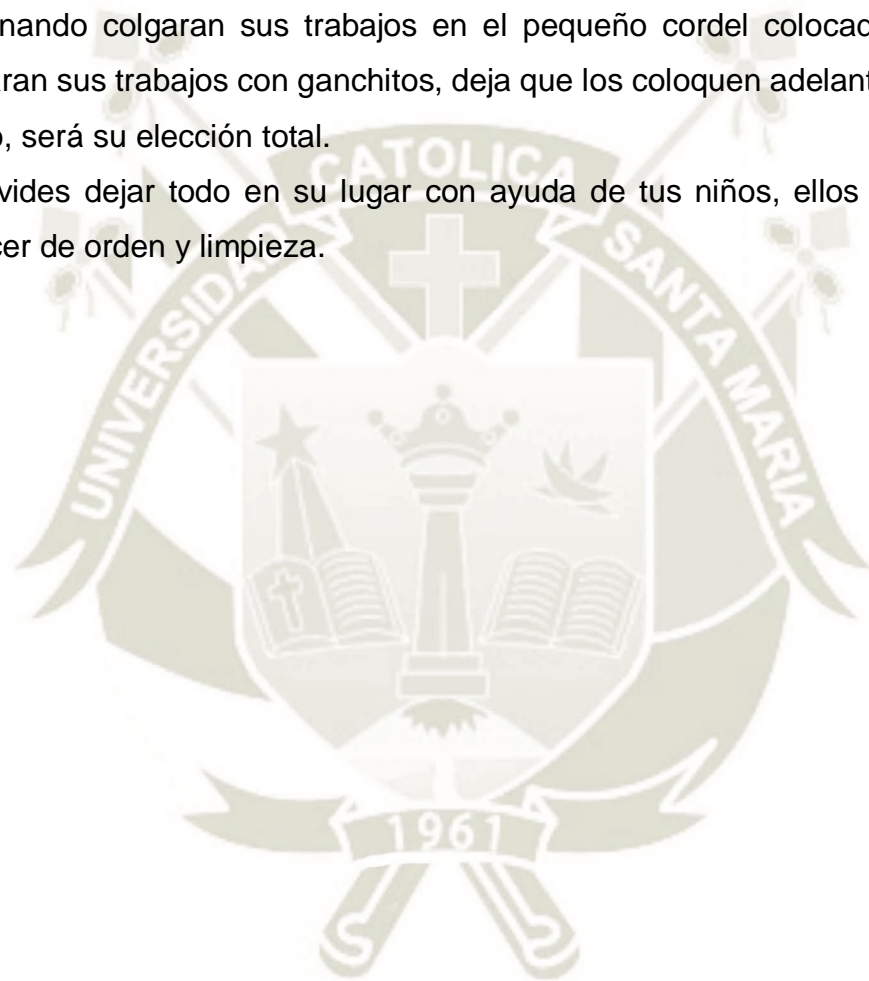 nando colgaran sus trabajos en el pequeño cordel colocad
aran sus trabajos con ganchitos, deja que los coloquen adelant
o, será su elección total.
vides dejar todo en su lugar con ayuda de tus niños, ellos
cer de orden y limpieza.
UNIVERSIDAD CATOLICA SANTA MARIA
1961